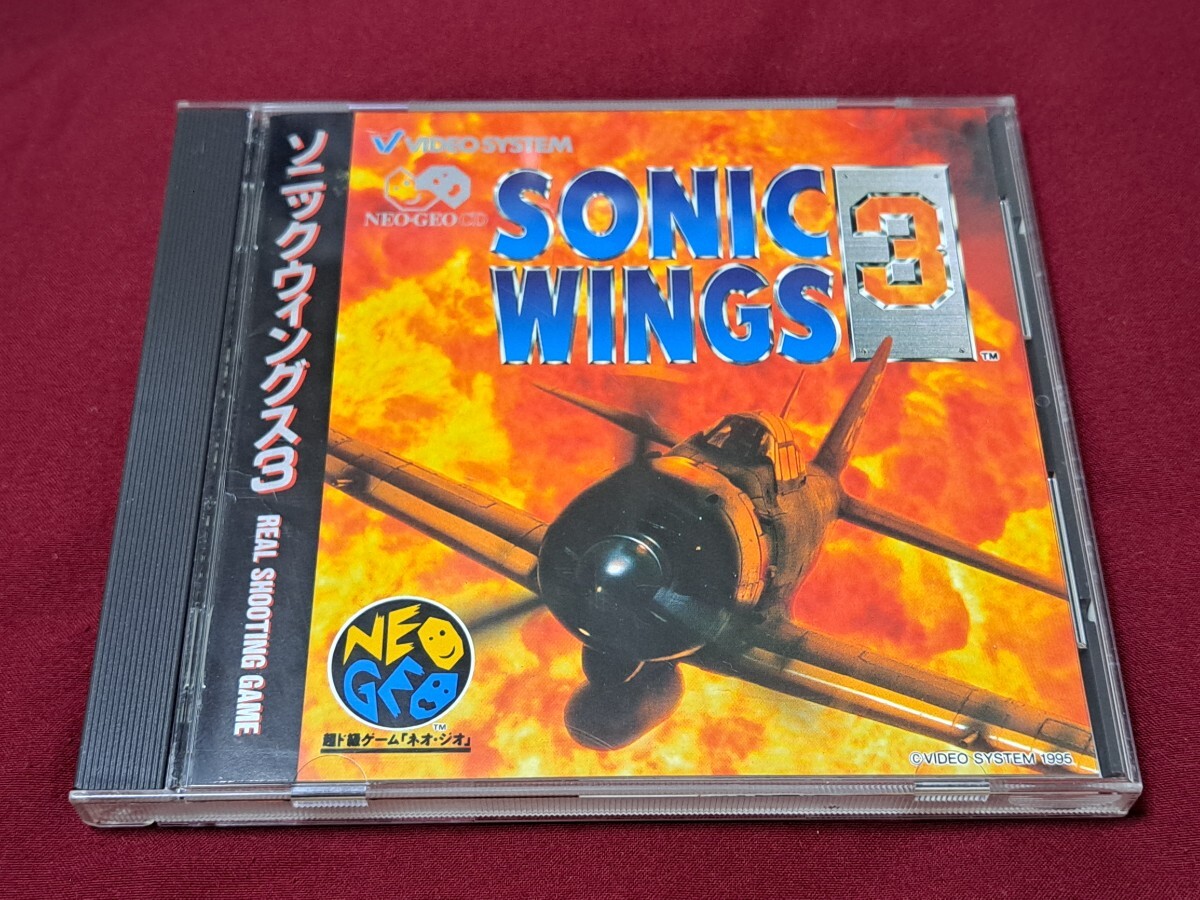 ソニックウィングス3 REAL SHOOTING GAME
VIDEO SYSTEM
NEO·GEO CD
SONIC
WINGS 3 ™
NEO
GEO
™
超ド級ゲーム「ネオ・ジオ」
©VIDEO SYSTEM 1995